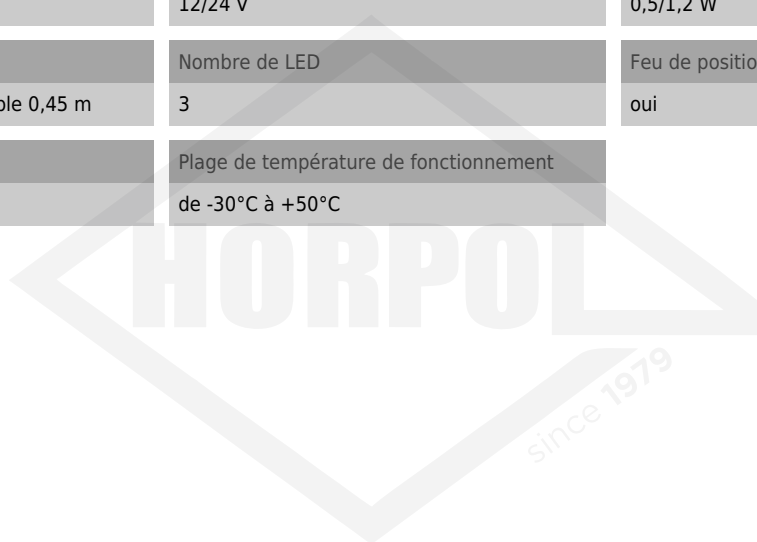 12/24 V
0,5/1,2 W
Nombre de LED
Feu de positio
ble 0,45 m
3
oui
Plage de température de fonctionnement
de -30°C à +50°C
HORPOL
since 1979